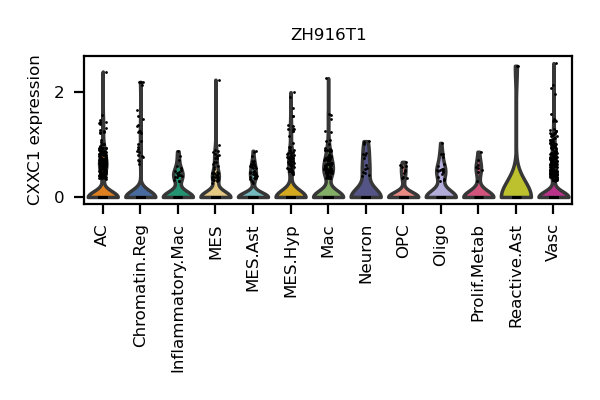 ZH916T1
CXXC1 expression
2
0
AC
Chromatin.Reg
Inflammatory.Mac
MES
MES.Ast
MES.Hyp
Mac
Neuron
OPC
Oligo
Prolif.Metab
Reactive.Ast
Vasc